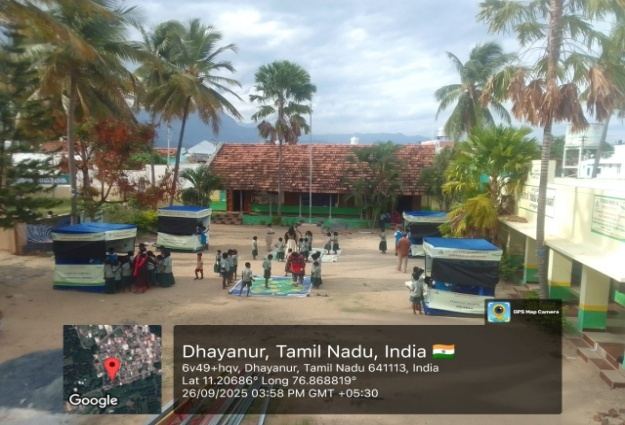 GPS Map Camera
Dhayanur, Tamil Nadu, India
6v49+hqv, Dhayanur, Tamil Nadu 641113, India
Lat 11.20686° Long 76.868819°
26/09/2025 03:58 PM GMT +05:30
Google